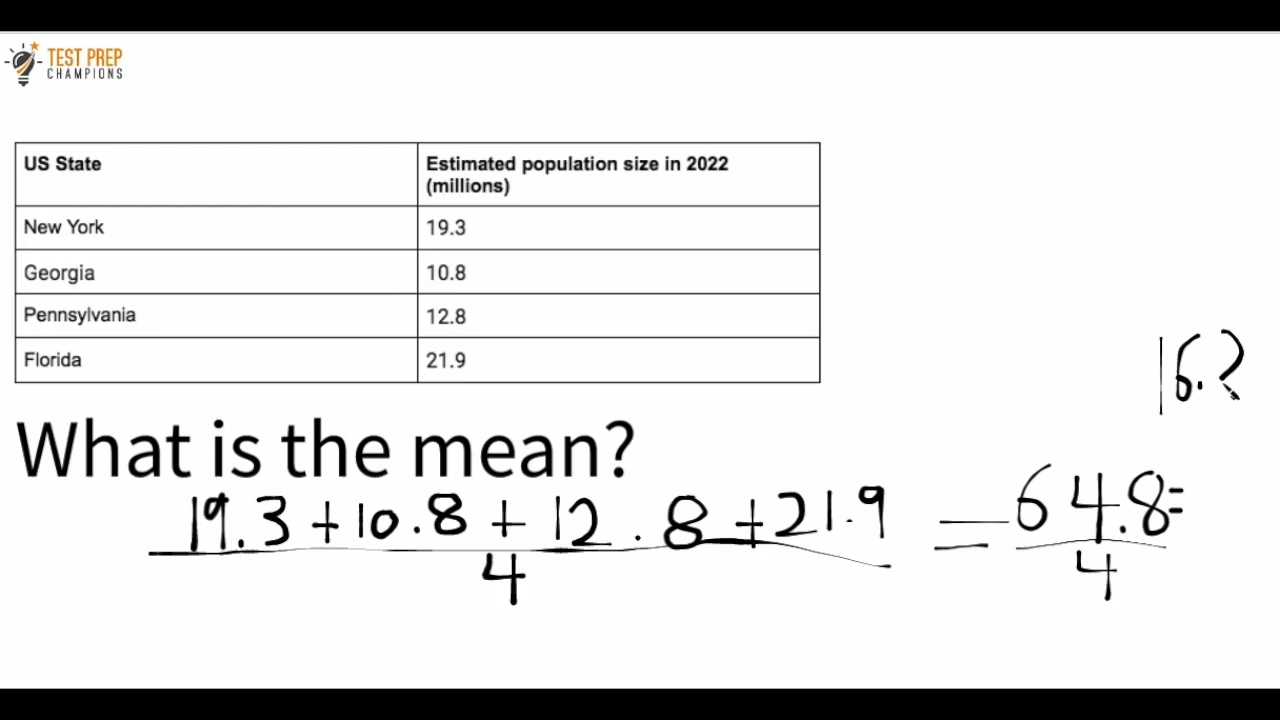 TEST PREP
CHAMPIONS
US State
Estimated population size in 2022
(millions)
New York
19.3
Georgia
10.8
Pennsylvania
12.8
Florida
21.9
16.2
What is the mean?
19.3+10.8+12.8+21.9
4
=
64.8=
4